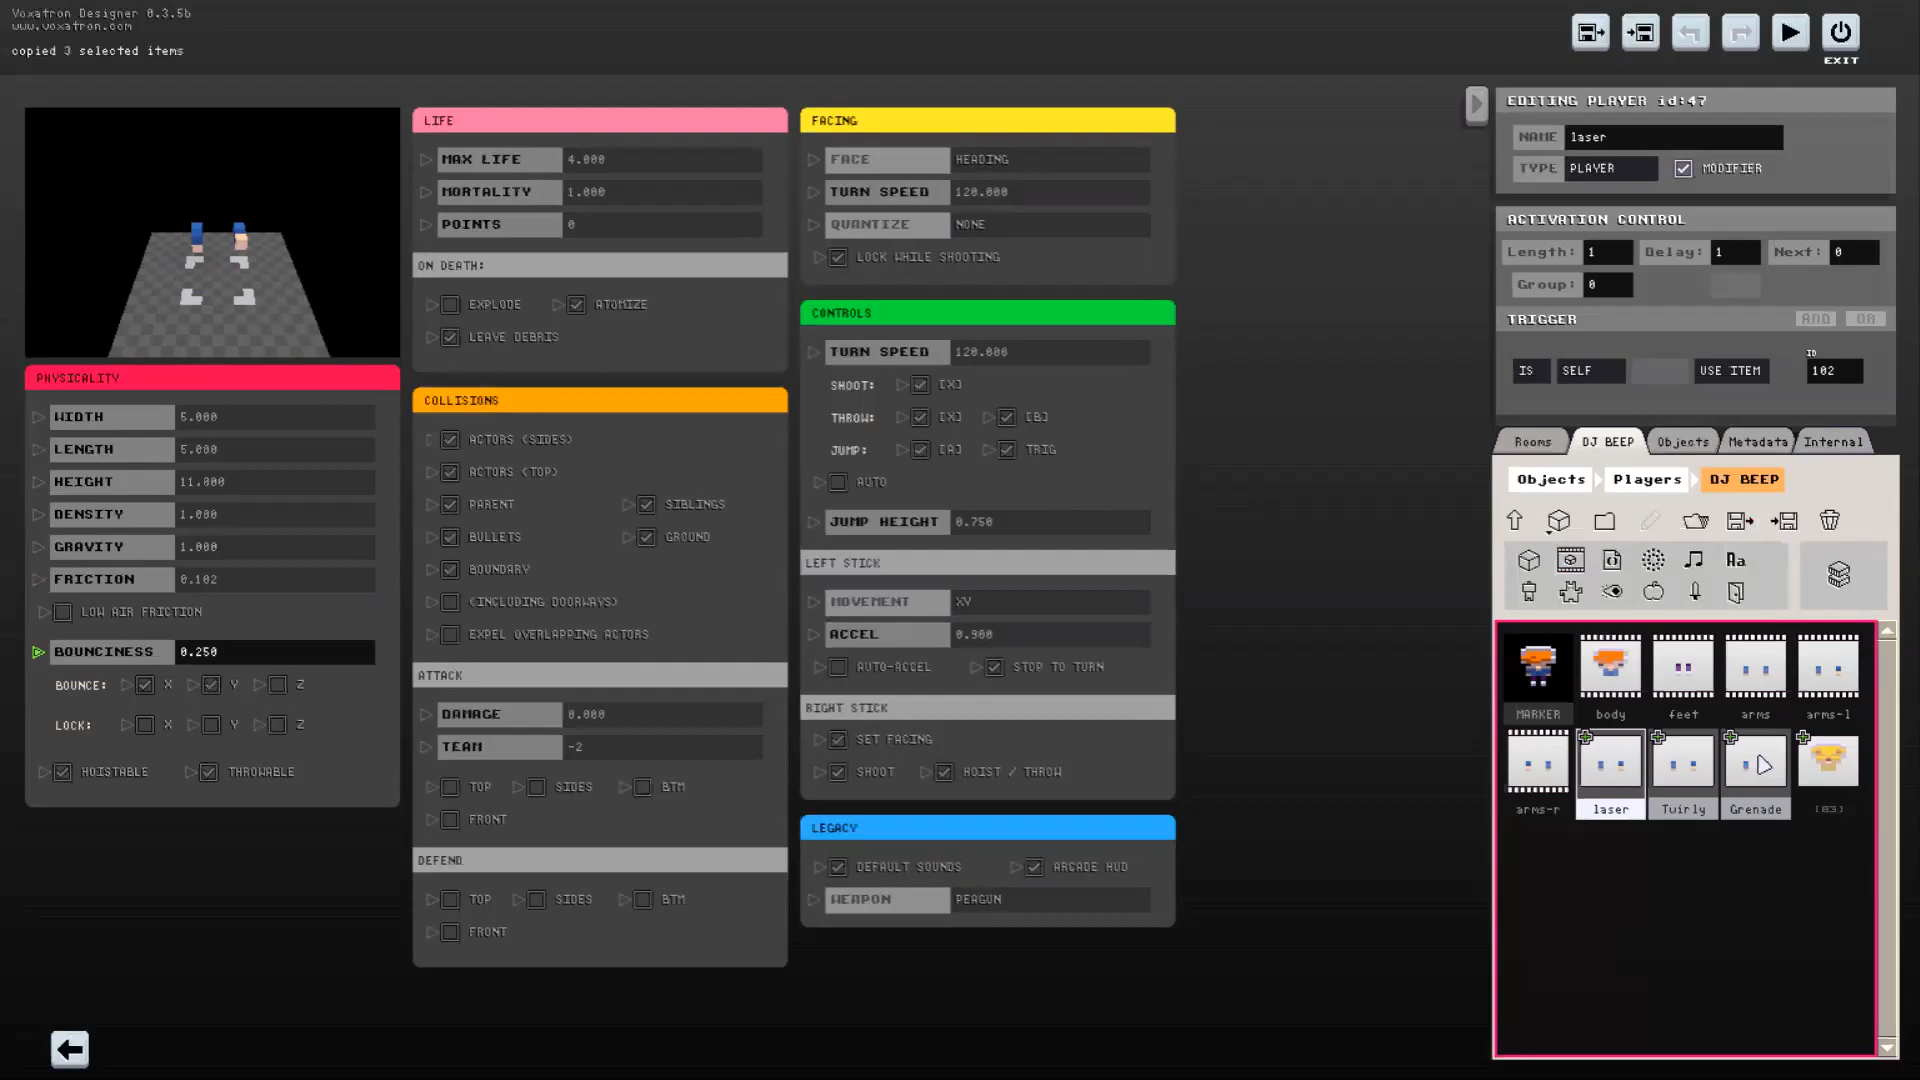 Voxatron Designer 0.3.5b
www.voxatron.com
copied 3 selected items
EXIT
PHYSICALITY
WIDTH 5.000
LENGTH 5.000
HEIGHT 11.000
DENSITY 1.000
GRAVITY 1.000
FRICTION 0.102
LOW AIR FRICTION
BOUNCINESS 0.250
BOUNCE: X Y Z
LOCK: X Y Z
HOISTABLE THROWABLE
LIFE
MAX LIFE 4.000
MORTALITY 1.000
POINTS 0
ON DEATH:
EXPLODE ATOMIZE
LEAVE DEBRIS
COLLISIONS
ACTORS (SIDES)
ACTORS (TOP)
PARENT SIBLINGS
BULLETS GROUND
BOUNDARY
(INCLUDING DOORWAYS)
EXPEL OVERLAPPING ACTORS
ATTACK
DAMAGE 0.000
TEAM -2
TOP SIDES BTM
FRONT
DEFEND
TOP SIDES BTM
FRONT
FACING
FACE HEADING
TURN SPEED 120.000
QUANTIZE NONE
LOCK WHILE SHOOTING
CONTROLS
TURN SPEED 120.000
SHOOT: [X]
THROW: [X] [B]
JUMP: [A] TRIG
AUTO
JUMP HEIGHT 0.750
LEFT STICK
MOVEMENT XY
ACCEL 0.900
AUTO-ACCEL STOP TO TURN
RIGHT STICK
SET FACING
SHOOT HOIST / THROW
LEGACY
DEFAULT SOUNDS ARCADE HUD
WEAPON PEAGUN
EDITING PLAYER id:47
NAME laser
TYPE PLAYER MODIFIER
ACTIVATION CONTROL
Length: 1 Delay: 1 Next: 0
Group: 0
TRIGGER AND OR
ID
IS SELF USE ITEM 102
Rooms DJ BEEP Objects Metadata Internal
Objects Players DJ BEEP
Aa
MARKER body feet arms arms-l
arms-r laser Twirly Grenade [83]